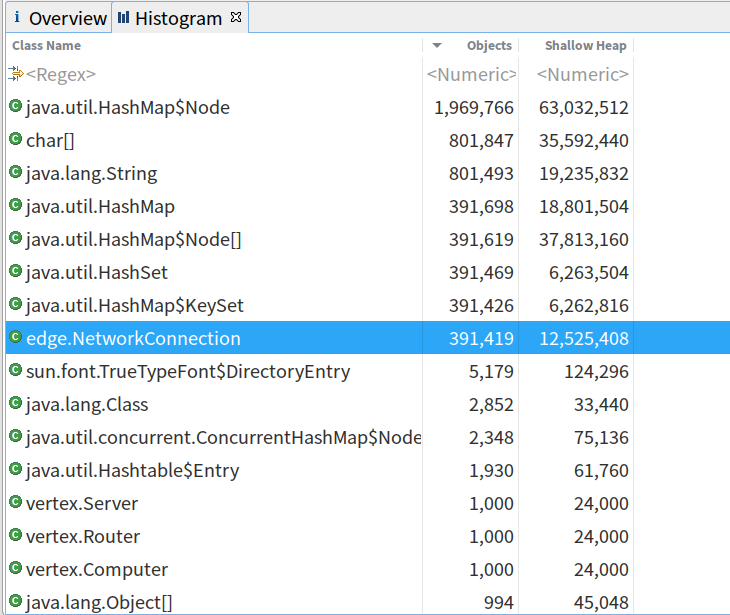 i Overview Histogram
Class Name Objects Shallow Heap
<Regex> <Numeric> <Numeric>
C java.util.HashMap$Node 1,969,766 63,032,512
C char[] 801,847 35,592,440
C java.lang.String 801,493 19,235,832
C java.util.HashMap 391,698 18,801,504
C java.util.HashMap$Node[] 391,619 37,813,160
C java.util.HashSet 391,469 6,263,504
C java.util.HashMap$KeySet 391,426 6,262,816
C edge.NetworkConnection 391,419 12,525,408
C sun.font.TrueTypeFont$DirectoryEntry 5,179 124,296
C java.lang.Class 2,852 33,440
C java.util.concurrent.ConcurrentHashMap$Node 2,348 75,136
C java.util.Hashtable$Entry 1,930 61,760
C vertex.Server 1,000 24,000
C vertex.Router 1,000 24,000
C vertex.Computer 1,000 24,000
C java.lang.Object[] 994 45,048